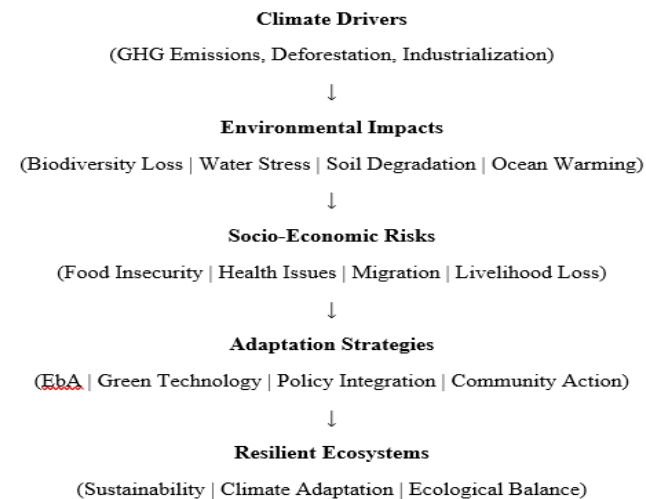 Climate Drivers
(GHG Emissions, Deforestation, Industrialization)
↓
Environmental Impacts
(Biodiversity Loss | Water Stress | Soil Degradation | Ocean Warming)
↓
Socio-Economic Risks
(Food Insecurity | Health Issues | Migration | Livelihood Loss)
↓
Adaptation Strategies
(EbA | Green Technology | Policy Integration | Community Action)
↓
Resilient Ecosystems
(Sustainability | Climate Adaptation | Ecological Balance)